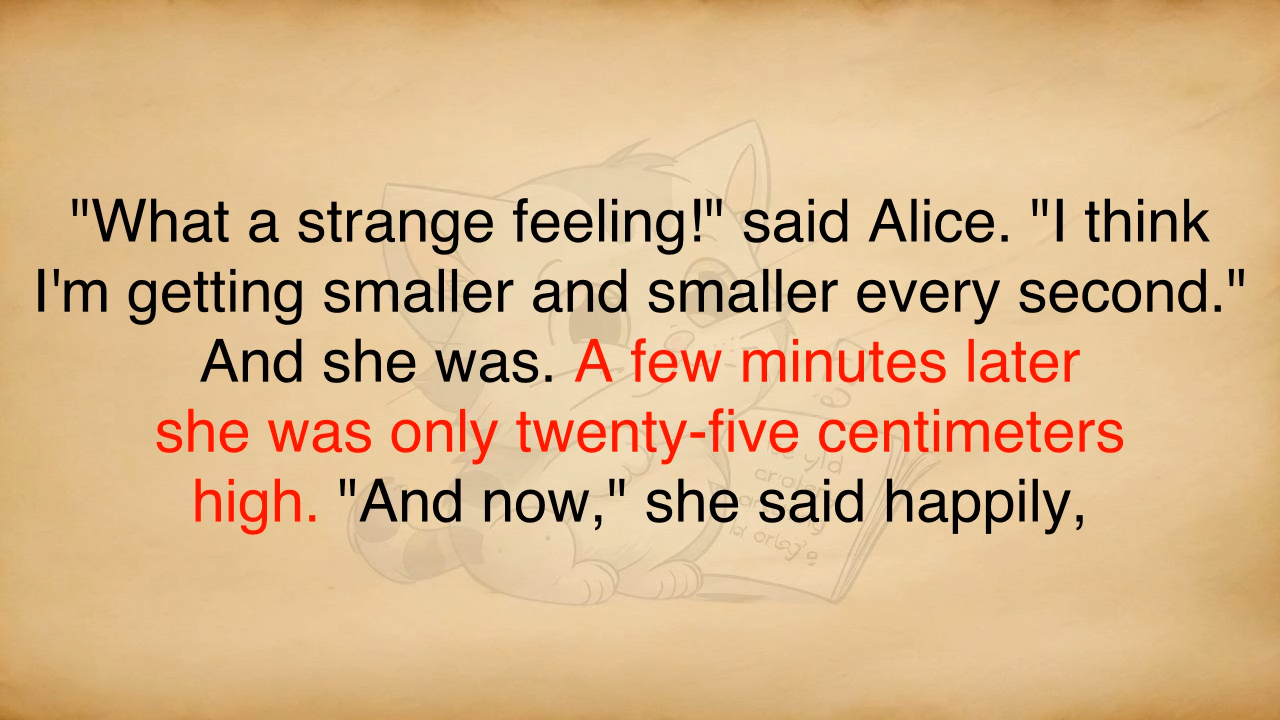 "What a strange feeling!" said Alice. "I think
I'm getting smaller and smaller every second."
And she was. A few minutes later
she was only twenty-five centimeters
high. "And now," she said happily,